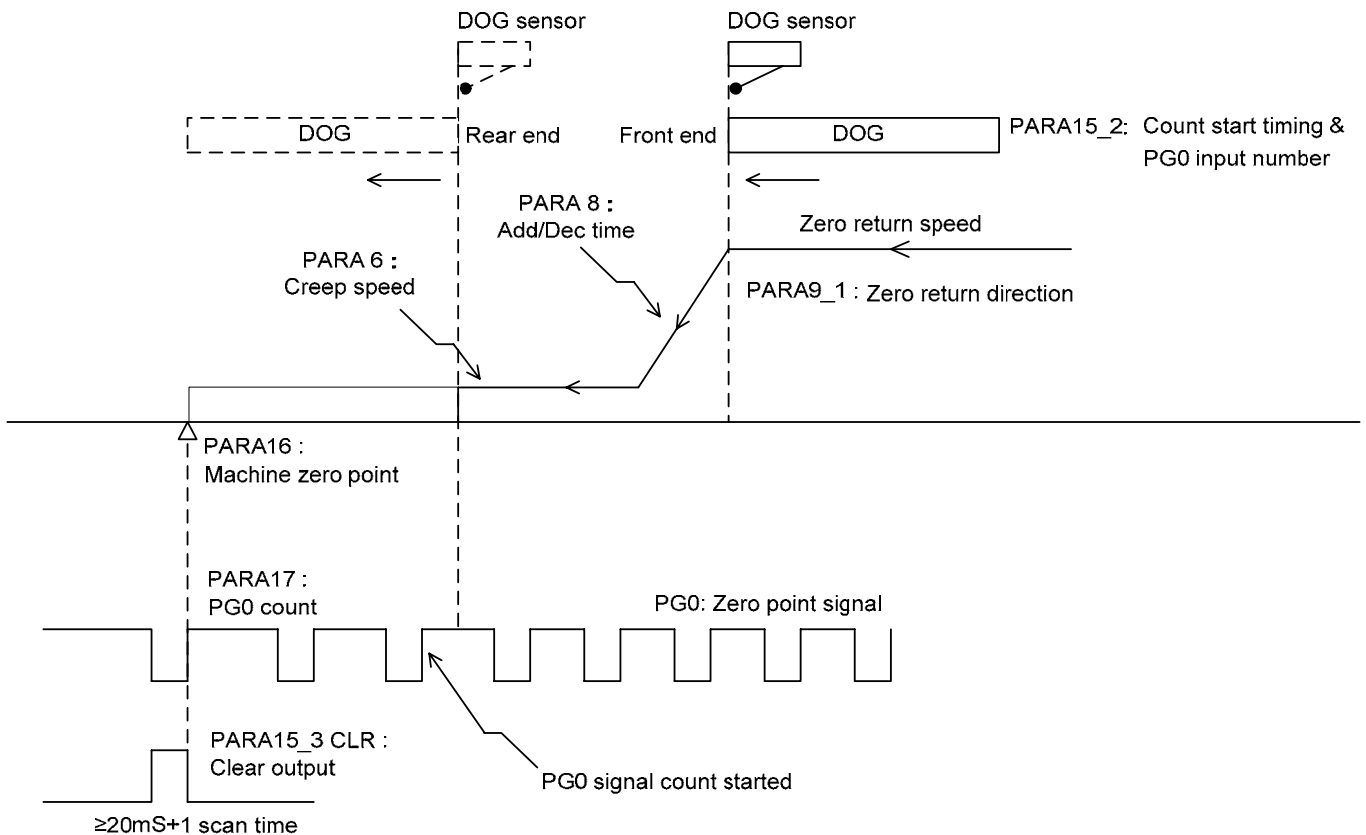 DOG sensor
DOG sensor
DOG
Rear end
Front end
DOG
PARA15_2: Count start timing &
PG0 input number
PARA 8 :
Add/Dec time
Zero return speed
PARA 6 :
Creep speed
PARA9_1 : Zero return direction
PARA16 :
Machine zero point
PARA17 :
PG0 count
PG0: Zero point signal
PARA15_3 CLR :
Clear output
PG0 signal count started
≥20mS+1 scan time